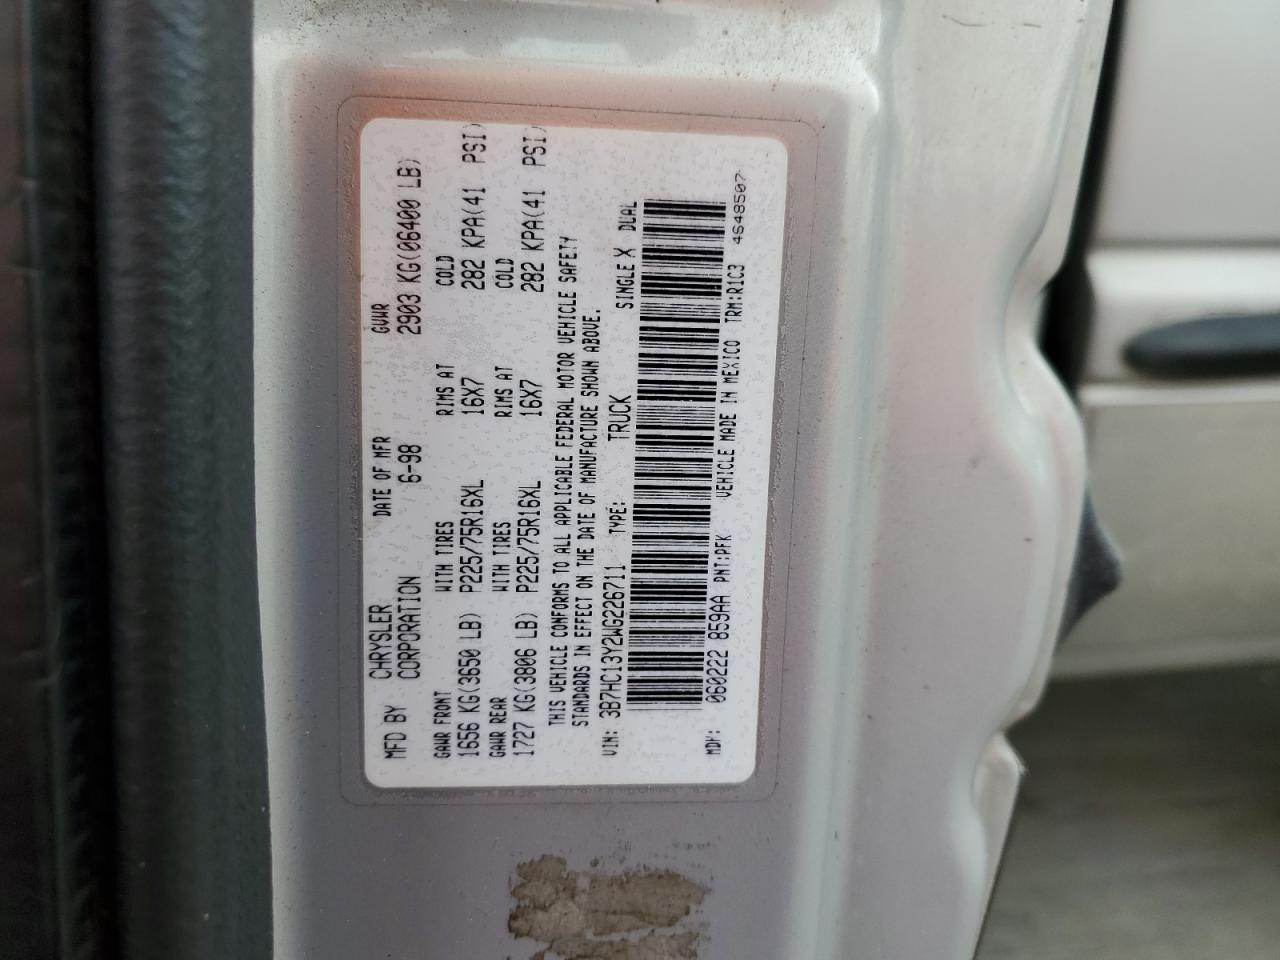 MFD BY CHRYSLER CORPORATION DATE OF MFR 6-98 GVWR 2903 KG(06400 LB)
GAWR FRONT WITH TIRES RIMS AT COLD
1656 KG(3650 LB) P225/75R16XL 16X7 282 KPA(41 PSI)
GAWR REAR WITH TIRES RIMS AT COLD
1727 KG(3806 LB) P225/75R16XL 16X7 282 KPA(41 PSI)
THIS VEHICLE CONFORMS TO ALL APPLICABLE FEDERAL MOTOR VEHICLE SAFETY
STANDARDS IN EFFECT ON THE DATE OF MANUFACTURE SHOWN ABOVE.
VIN: 3B7HC13Y2WG226711 TYPE: TRUCK SINGLE X DUAL
MDH: 060222 859AA PNT:PFK VEHICLE MADE IN MEXICO TRM:R1C3 4648507